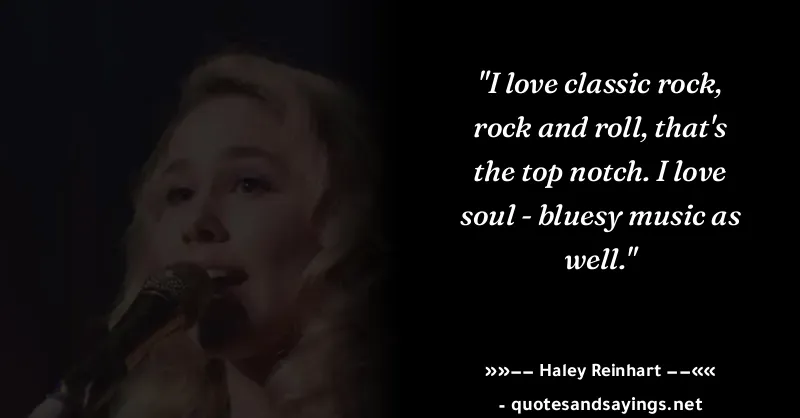 "I love classic rock,
rock and roll, that's
the top notch. I love
soul - bluesy music as
well."
»»−− Haley Reinhart −−««
- quotesandsayings.net